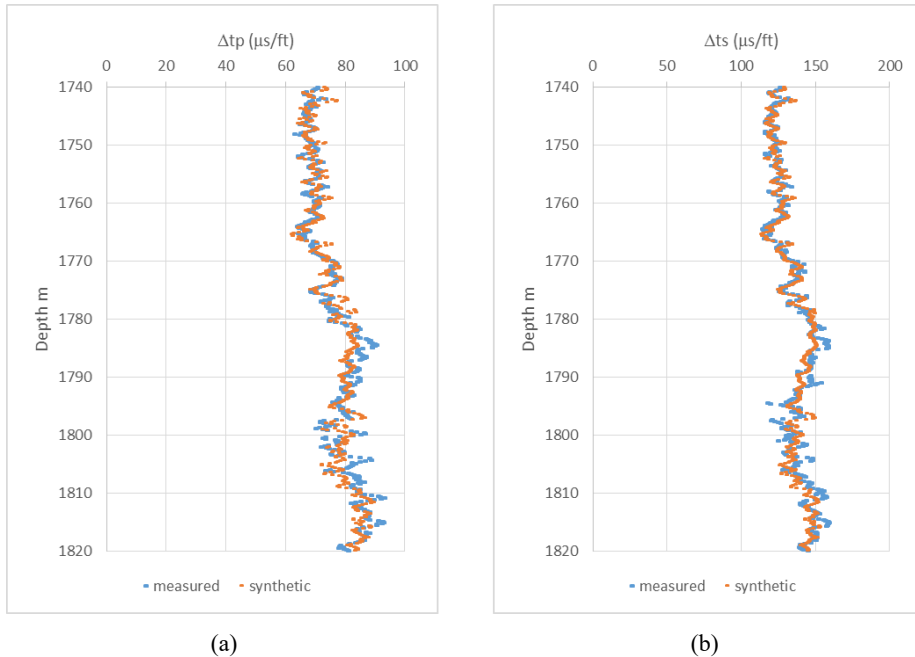 Δtp (µs/ft)
0 20 40 60 80 100
1740
1750
1760
1770
1780
1790
1800
1810
1820
Depth m
measured synthetic
(a)
Δts (µs/ft)
0 50 100 150 200
1740
1750
1760
1770
1780
1790
1800
1810
1820
Depth m
measured synthetic
(b)